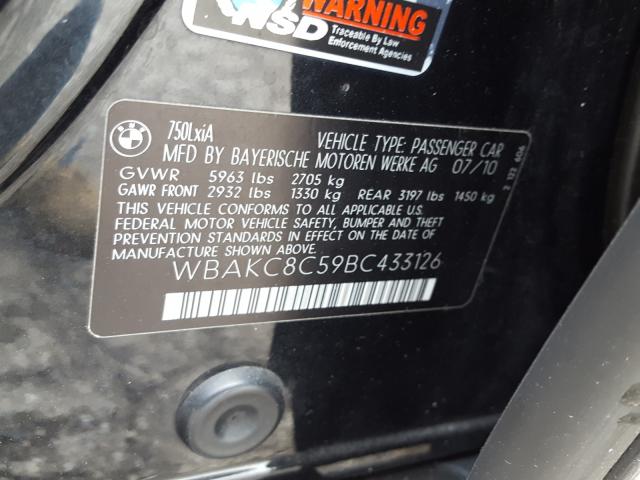 WARNING
NSD
Traceable By Law
Enforcement Agencies
BMW
750LxiA
VEHICLE TYPE: PASSENGER CAR
MFD BY BAYERISCHE MOTOREN WERKE AG 07/10
GVWR 5963 lbs 2705 kg
GAWR FRONT 2932 lbs 1330 kg REAR 3197 lbs 1450 kg
THIS VEHICLE CONFORMS TO ALL APPLICABLE U.S.
FEDERAL MOTOR VEHICLE SAFETY, BUMPER AND THEFT
PREVENTION STANDARDS IN EFFECT ON THE DATE OF
MANUFACTURE SHOWN ABOVE.
WBAKC8C59BC433126